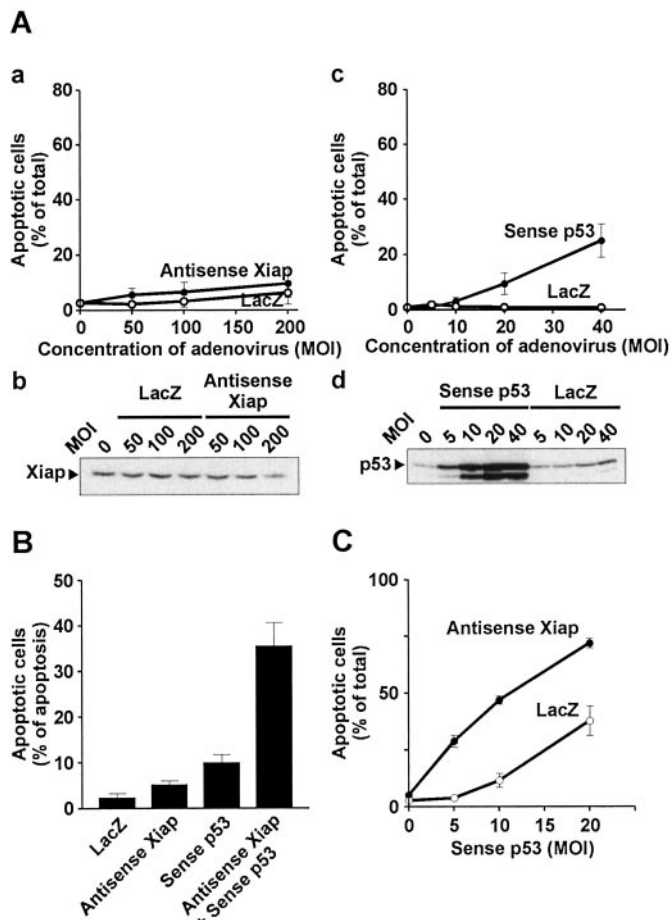 A
a
80
60
40
20
0
Apoptotic cells
(% of total)
Antisense Xiap
LacZ
0 50 100 200
Concentration of adenovirus (MOI)
c
80
60
40
20
0
Apoptotic cells
(% of total)
Sense p53
LacZ
0 10 20 40
Concentration of adenovirus (MOI)
b
LacZ
Antisense
Xiap
MOI 0 50 100 200 50 100 200
Xiap
d
Sense p53 LacZ
MOI 0 5 10 20 40 5 10 20 40
p53
B
50
40
30
20
10
0
Apoptotic cells
(% of apoptosis)
LacZ
Antisense Xiap
Sense p53
Antisense Xiap
Sense p53
C
100
75
50
25
0
Apoptotic cells
(% of total)
Antisense Xiap
LacZ
0 5 10 15 20
Sense p53 (MOI)